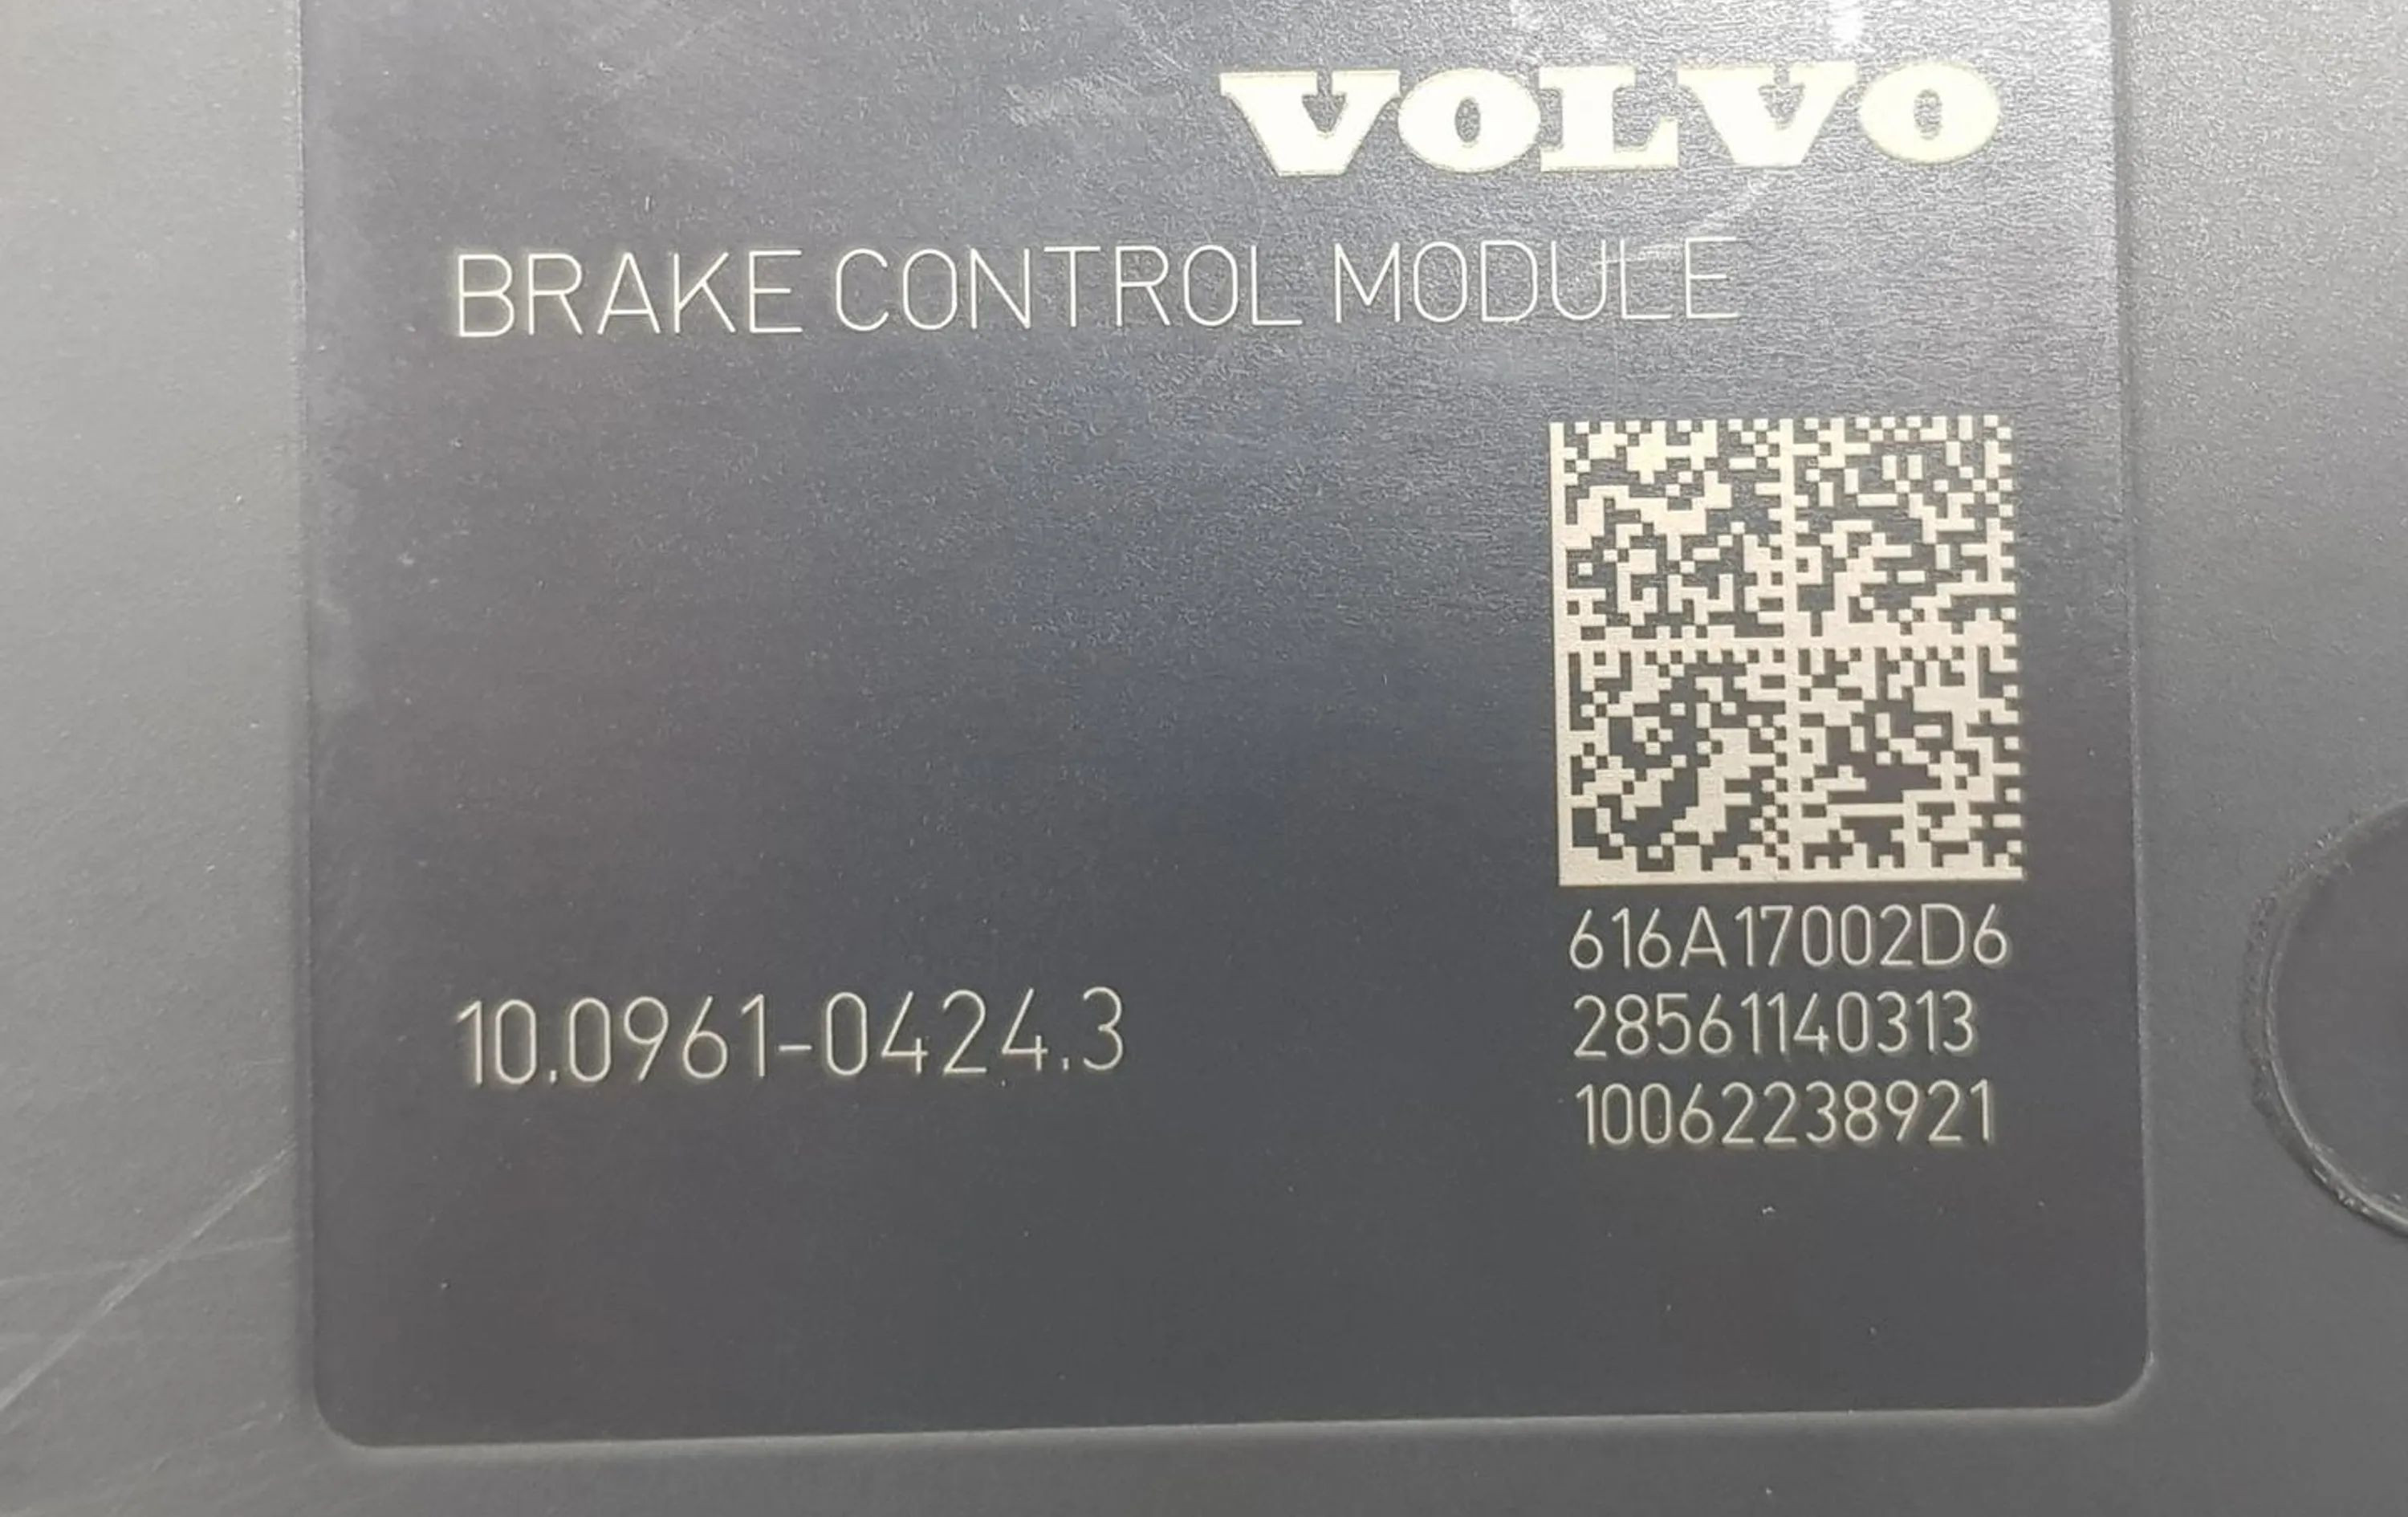 VOLVO
BRAKE CONTROL MODULE
616A17002D6
28561140313
10.0961-0424.3
10062238921